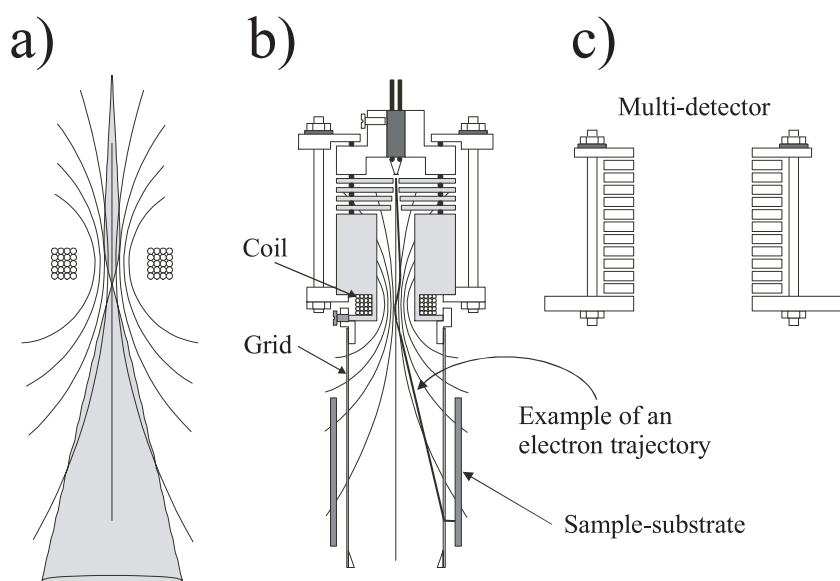 a)
b)
c)
Multi-detector
Coil
Grid
Example of an
electron trajectory
Sample-substrate